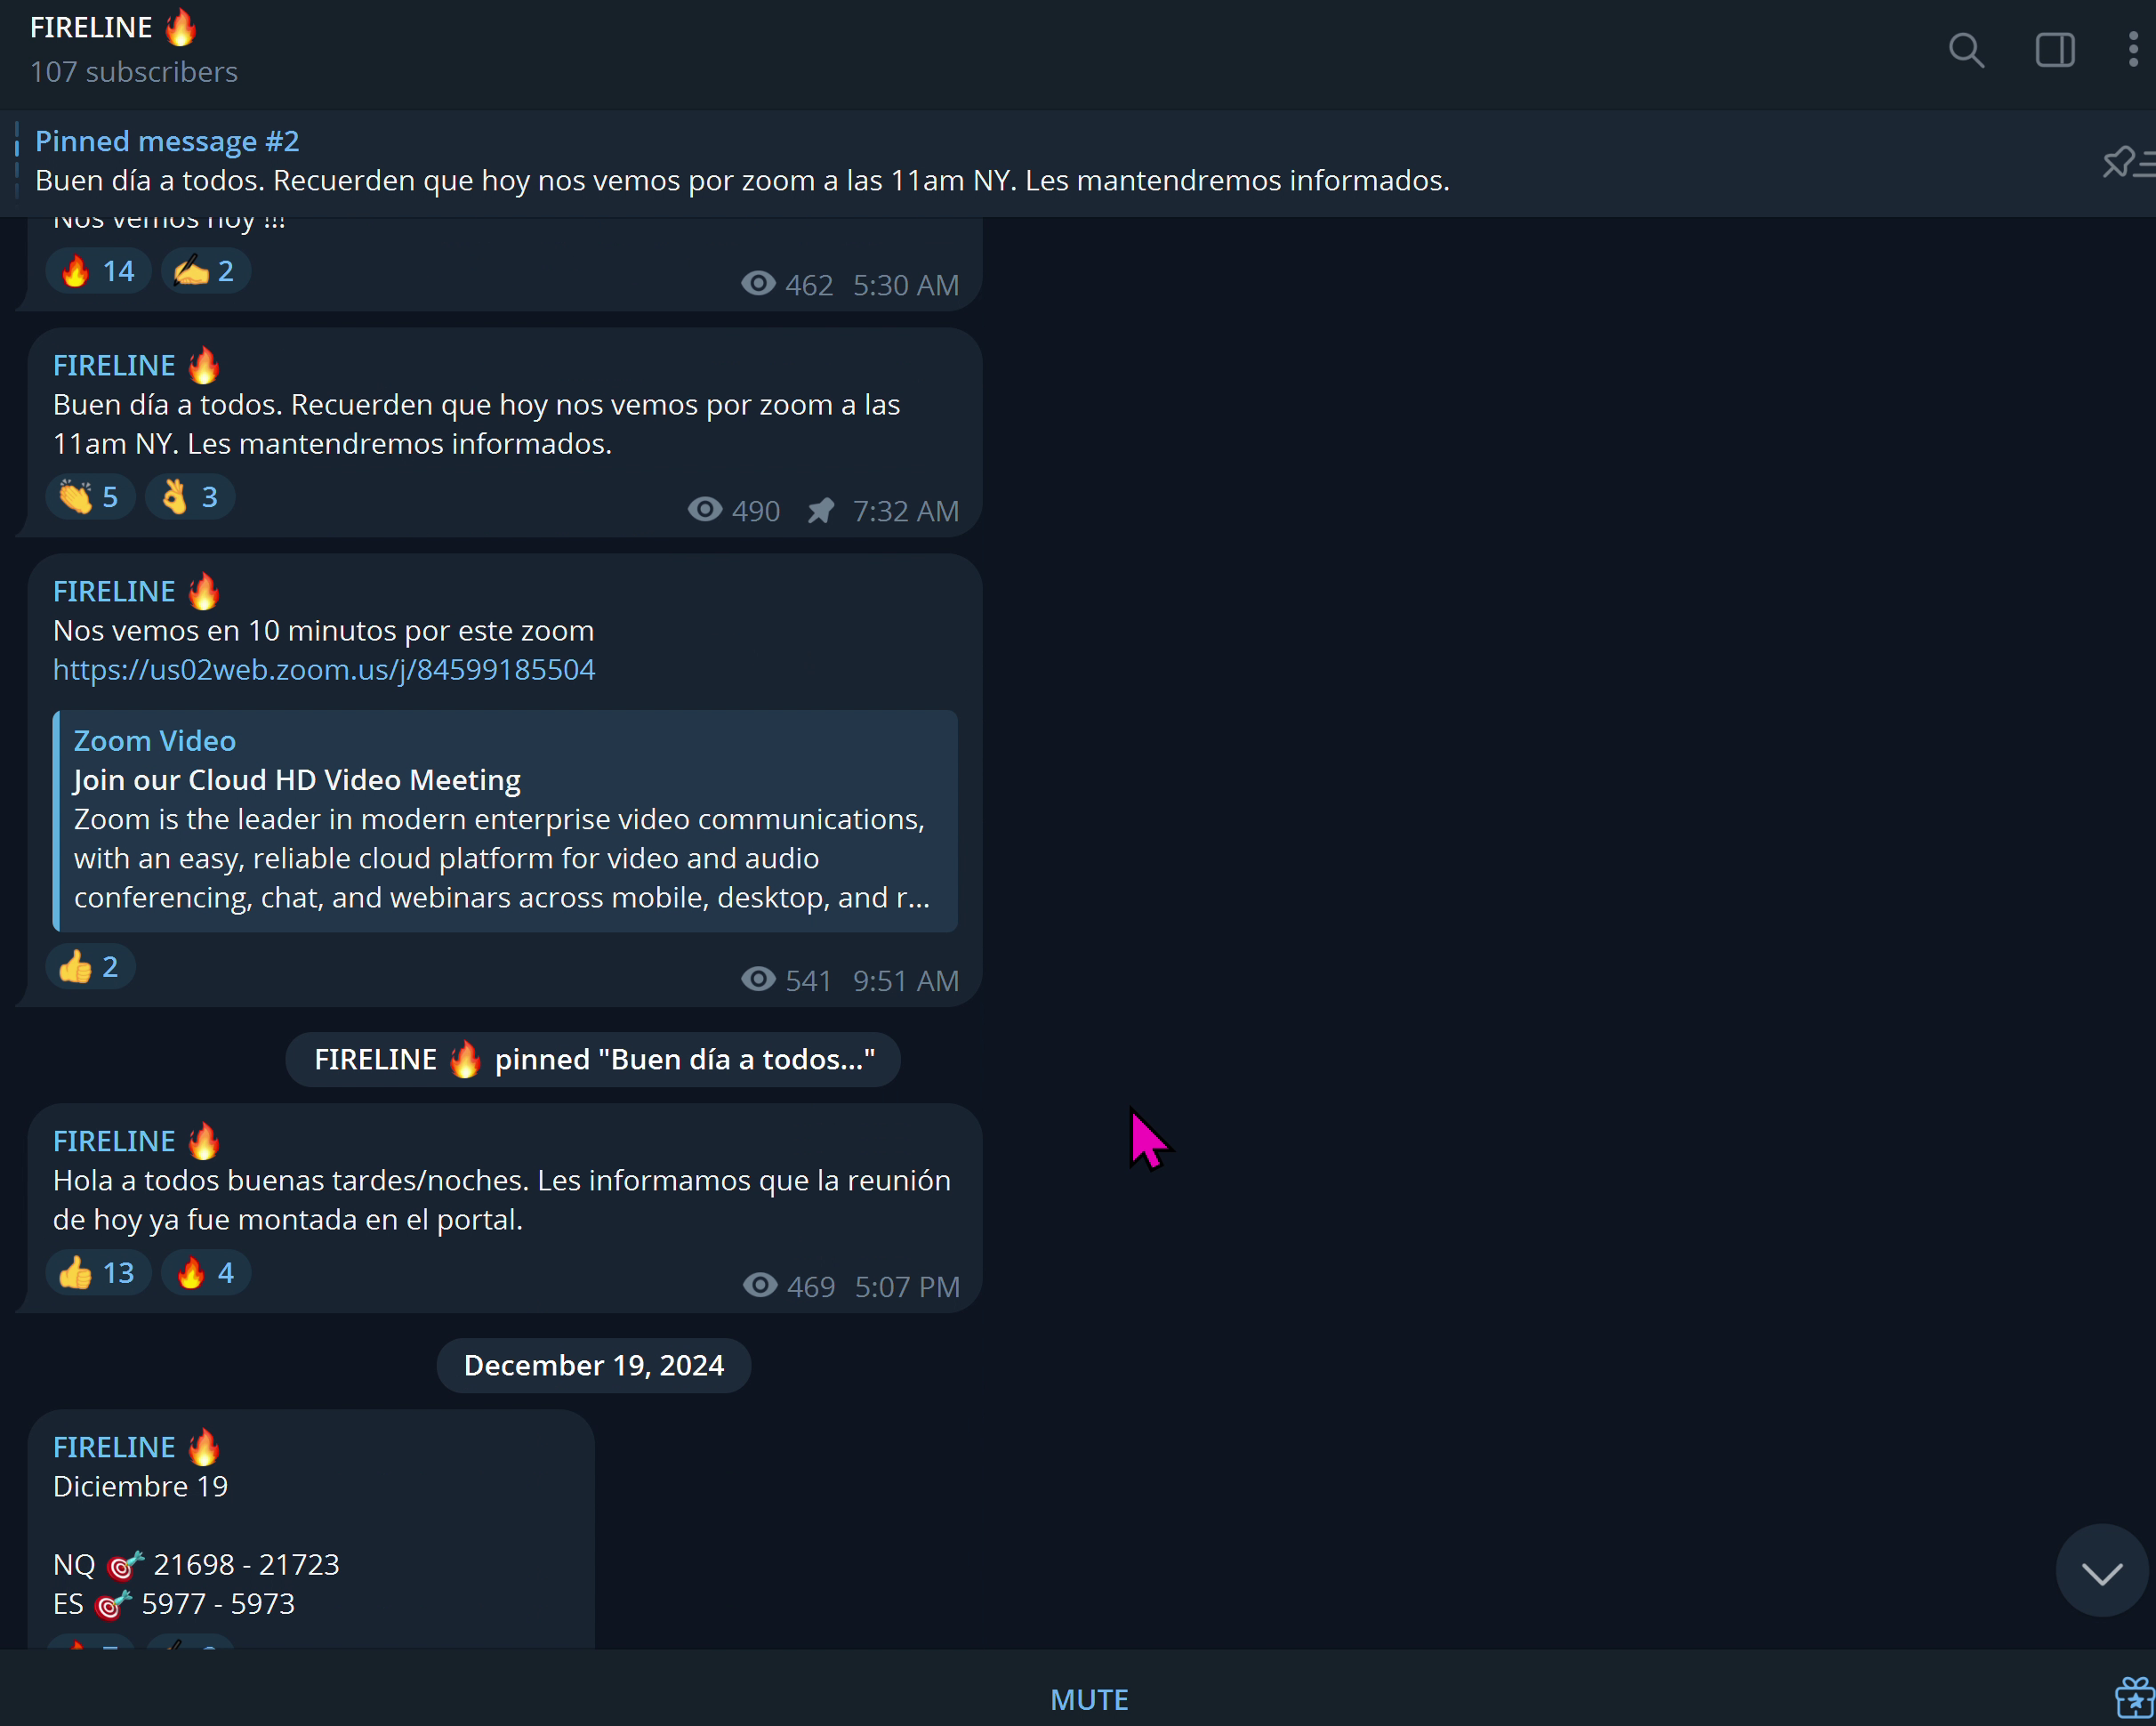 FIRELINE 🔥
107 subscribers
Pinned message #2
Buen día a todos. Recuerden que hoy nos vemos por zoom a las 11am NY. Les mantendremos informados.
Nos vemos hoy !!!
🔥 14 ✍ 2
462 5:30 AM
FIRELINE 🔥
Buen día a todos. Recuerden que hoy nos vemos por zoom a las
11am NY. Les mantendremos informados.
👏 5 👌 3
490 7:32 AM
FIRELINE 🔥
Nos vemos en 10 minutos por este zoom
https://us02web.zoom.us/j/84599185504
Zoom Video
Join our Cloud HD Video Meeting
Zoom is the leader in modern enterprise video communications,
with an easy, reliable cloud platform for video and audio
conferencing, chat, and webinars across mobile, desktop, and r...
👍 2
541 9:51 AM
FIRELINE 🔥 pinned "Buen día a todos..."
FIRELINE 🔥
Hola a todos buenas tardes/noches. Les informamos que la reunión
de hoy ya fue montada en el portal.
👍 13 🔥 4
469 5:07 PM
December 19, 2024
FIRELINE 🔥
Diciembre 19
NQ 🎯 21698 - 21723
ES 🎯 5977 - 5973
MUTE